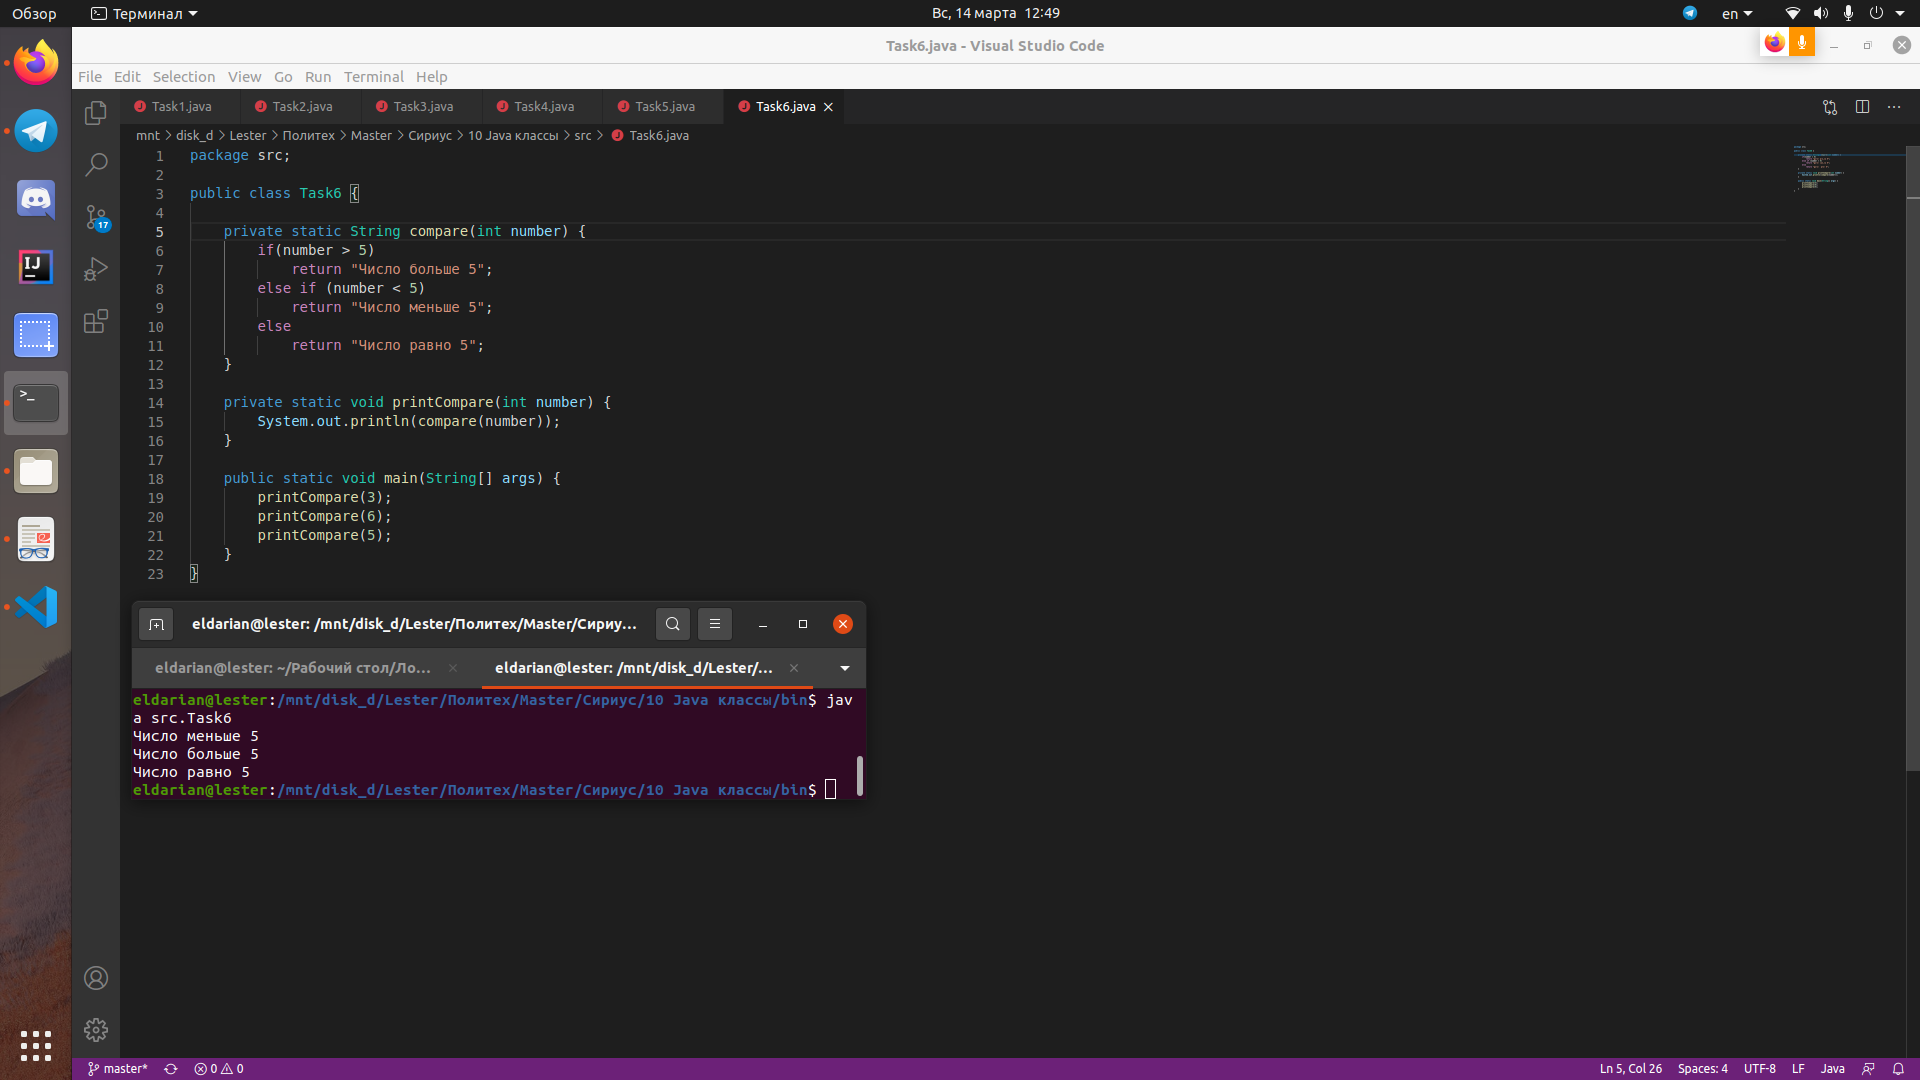 Обзор Терминал Вс, 14 марта 12:49 en
Task6.java - Visual Studio Code
File Edit Selection View Go Run Terminal Help
Task1.java Task2.java Task3.java Task4.java Task5.java Task6.java
mnt > disk_d > Lester > Политех > Master > Сириус > 10 Java классы > src > Task6.java
1 package src;
2
3 public class Task6 {
4
5 private static String compare(int number) {
6 if(number > 5)
7 return "Число больше 5";
8 else if (number < 5)
9 return "Число меньше 5";
10 else
11 return "Число равно 5";
12 }
13
14 private static void printCompare(int number) {
15 System.out.println(compare(number));
16 }
17
18 public static void main(String[] args) {
19 printCompare(3);
20 printCompare(6);
21 printCompare(5);
22 }
23 }
17
eldarian@lester: /mnt/disk_d/Lester/Политех/Master/Сириу...
eldarian@lester: ~/Рабочий стол/Ло... eldarian@lester: /mnt/disk_d/Lester/...
eldarian@lester:/mnt/disk_d/Lester/Политех/Master/Сириус/10 Java классы/bin$ jav
a src.Task6
Число меньше 5
Число больше 5
Число равно 5
eldarian@lester:/mnt/disk_d/Lester/Политех/Master/Сириус/10 Java классы/bin$
master* 0 0 Ln 5, Col 26 Spaces: 4 UTF-8 LF Java